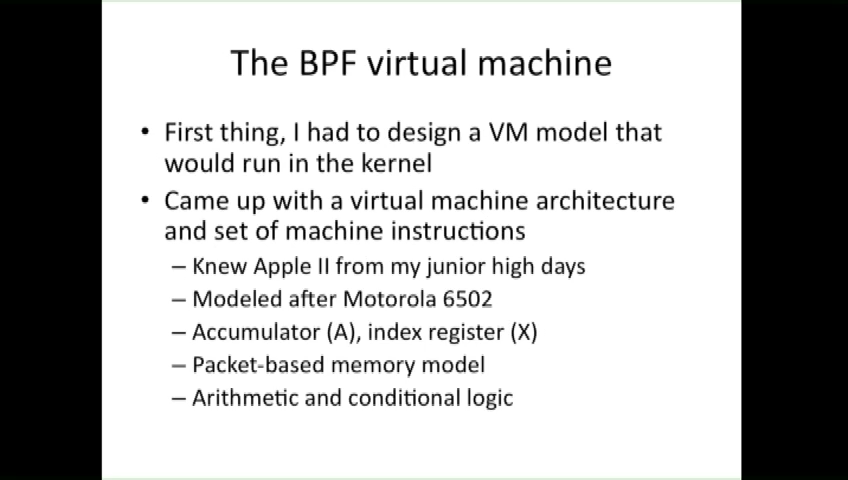 The BPF virtual machine
• First thing, I had to design a VM model that
would run in the kernel
• Came up with a virtual machine architecture
and set of machine instructions
– Knew Apple II from my junior high days
– Modeled after Motorola 6502
– Accumulator (A), index register (X)
– Packet-based memory model
– Arithmetic and conditional logic